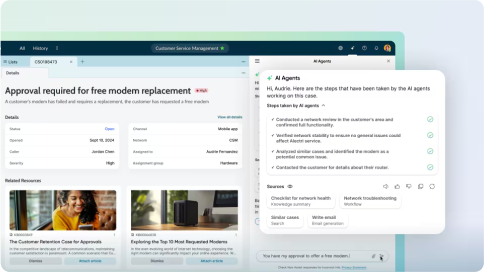 All
History
Customer Service Management
Lists
CS0108473
Details
Approval required for free modem replacement
High
A customer's modem has failed and requires a replacement, the customer has requested a free modem
Details
View all details
Status
Open
Channel
Mobile app
Opened
Sept 19, 2024
Network
GSM
Caller
Jordan Chen
Assigned to
Audrie Fernandez
Severity
High
Assignment group
Hardware
Related Resources
The Customer Retention Case for Approvals
Dismiss
Attach article
Exploring the Top 10 Most Requested Modems
Dismiss
Attach article
AI Agents
AI Agents
Hi, Audrie. Here are the steps that have been taken by the AI agents
working on this case.
Steps taken by AI agents
Conducted a network review in the customer's area and
confirmed full functionality.
Verified network stability to ensure no general issues could
affect
service.
Analyzed similar cases and identified the modem as a
potential common issue.
Contacted the customer for details about their router.
Sources
Checklist for network health
Knowledge summary
Network troubleshooting
Workflow
Similar cases
Search
Write email
Email generation
You have my approval to offer a free modem.